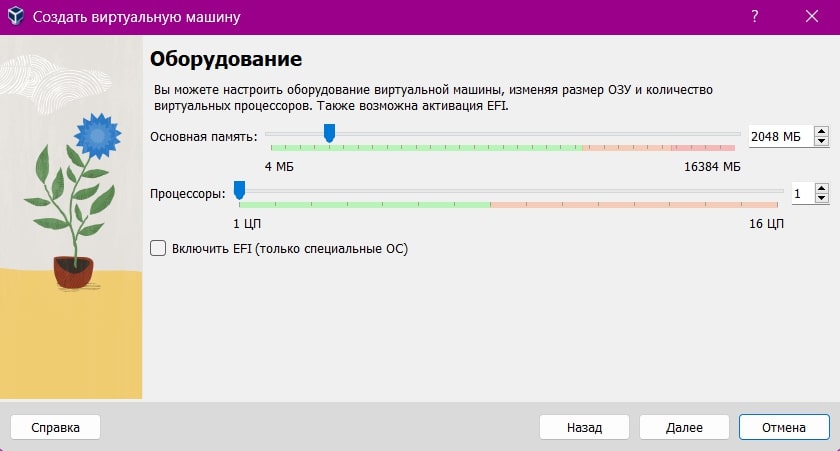 Создать виртуальную машину
?
Оборудование
Вы можете настроить оборудование виртуальной машины, изменяя размер ОЗУ и количество
виртуальных процессоров. Также возможна активация EFI.
Основная память: 2048 МБ
4 МБ 16384 МБ
Процессоры: 1
1 ЦП 16 ЦП
Включить EFI (только специальные ОС)
Справка Назад Далее Отмена